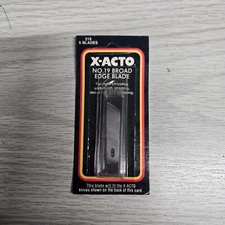 219
5 BLADES
X-ACTO
NO. 19 BROAD
EDGE BLADE
This blade will fit the X-ACTO
knives shown on the back of this card.